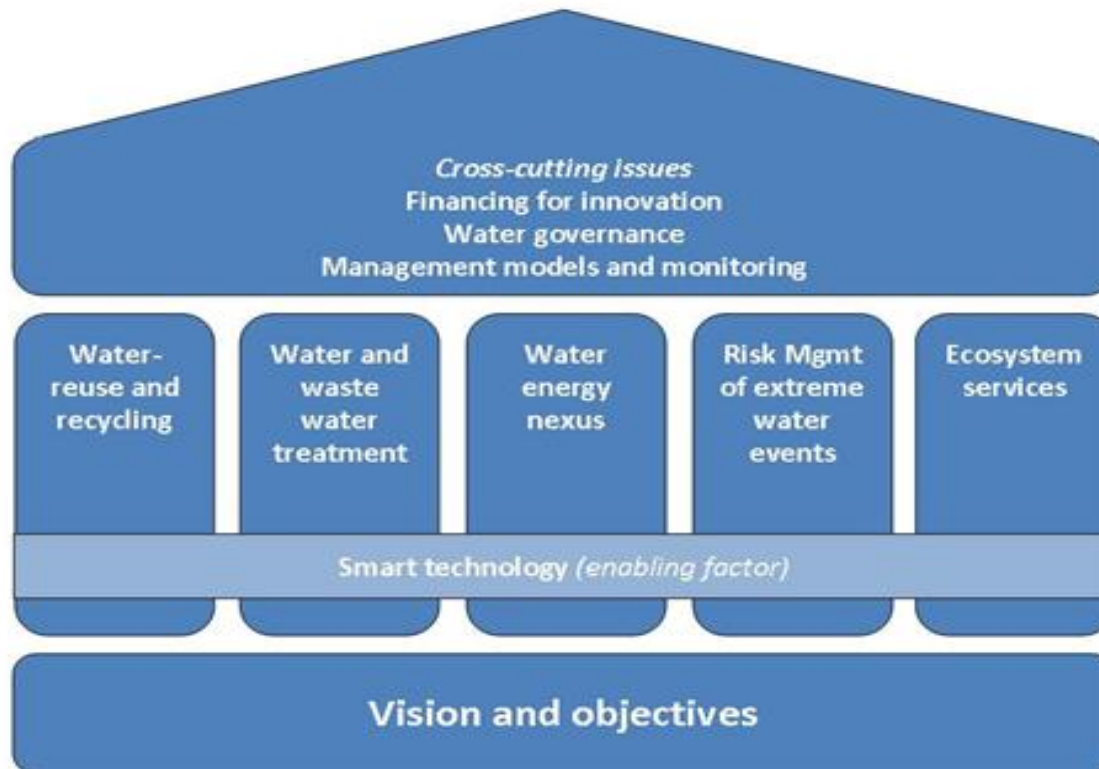 Cross-cutting issues
Financing for innovation
Water governance
Management models and monitoring
Water-
reuse and
recycling
Water and
waste
water
treatment
Water
energy
nexus
Risk Mgmt
of extreme
water
events
Ecosystem
services
Smart technology (enabling factor)
Vision and objectives